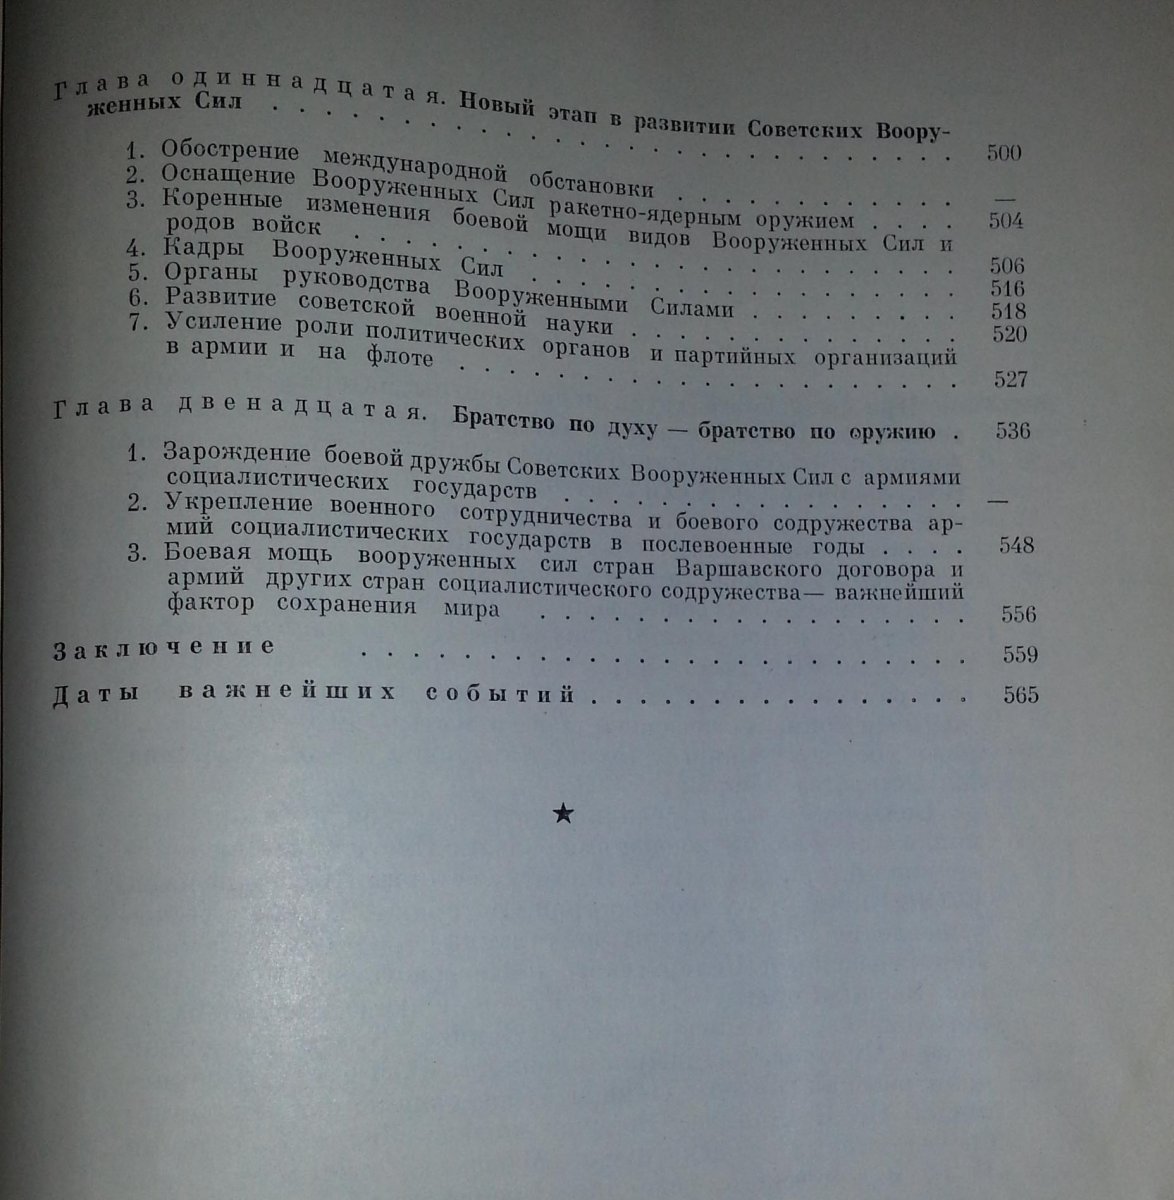 Глава одиннадцатая. Новый этап в развитии Советских Воору-
женных Сил . . . . . . . . . . . . . . . . . . . . . . 500
1. Обострение международной обстановки . . . . . . . . . . . —
2. Оснащение Вооруженных Сил ракетно-ядерным оружием . . . . 504
3. Коренные изменения боевой мощи видов Вооруженных Сил и
родов войск . . . . . . . . . . . . . . . . . . . . . 506
4. Кадры Вооруженных Сил . . . . . . . . . . . . . . . . 516
5. Органы руководства Вооруженными Силами . . . . . . . . . 518
6. Развитие советской военной науки . . . . . . . . . . . . . 520
7. Усиление роли политических органов и партийных организаций
в армии и на флоте . . . . . . . . . . . . . . . . . . 527
Глава двенадцатая. Братство по духу — братство по оружию . 536
1. Зарождение боевой дружбы Советских Вооруженных Сил с армиями
социалистических государств . . . . . . . . . . . . . . . —
2. Укрепление военного сотрудничества и боевого содружества ар-
мий социалистических государств в послевоенные годы . . . . 548
3. Боевая мощь вооруженных сил стран Варшавского договора и
армий других стран социалистического содружества— важнейший
фактор сохранения мира . . . . . . . . . . . . . . . . 556
Заключение . . . . . . . . . . . . . . . . . . . . . . . . 559
Даты важнейших событий . . . . . . . . . . . . . . . 565
★